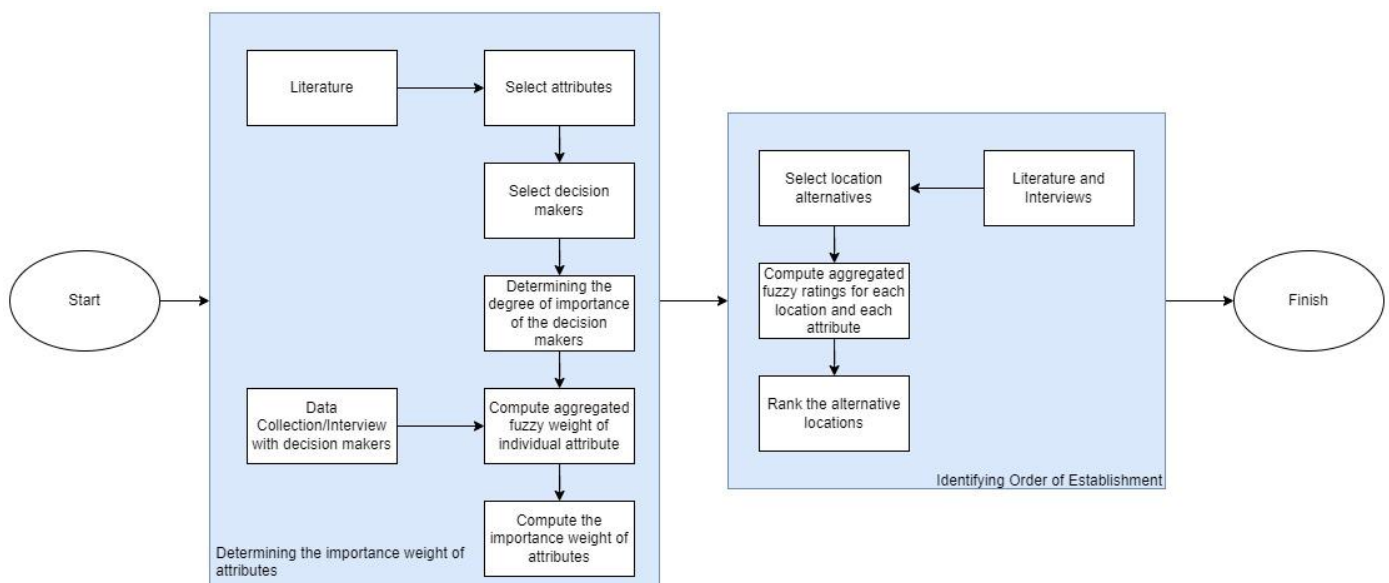 Start
Literature
Select attributes
Select decision
makers
Determining the
degree of importance
of the decision
makers
Data
Collection/Interview
with decision makers
Compute aggregated
fuzzy weight of
individual attribute
Compute the
importance weight of
attributes
Determining the importance weight of
attributes
Select location
alternatives
Literature and
Interviews
Compute aggregated
fuzzy ratings for each
location and each
attribute
Rank the alternative
locations
Identifying Order of Establishment
Finish